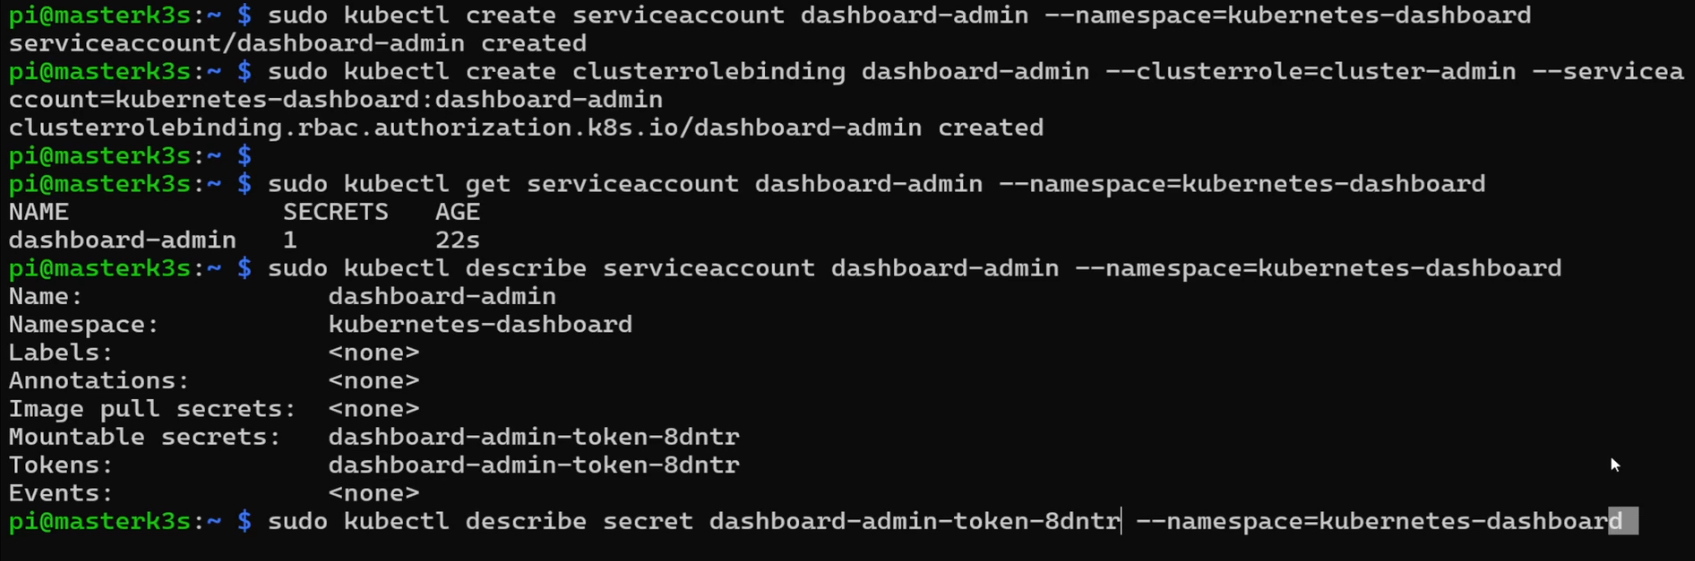 pi@masterk3s:~ $ sudo kubectl create serviceaccount dashboard-admin --namespace=kubernetes-dashboard
serviceaccount/dashboard-admin created
pi@masterk3s:~ $ sudo kubectl create clusterrolebinding dashboard-admin --clusterrole=cluster-admin --servicea
ccount=kubernetes-dashboard:dashboard-admin
clusterrolebinding.rbac.authorization.k8s.io/dashboard-admin created
pi@masterk3s:~ $
pi@masterk3s:~ $ sudo kubectl get serviceaccount dashboard-admin --namespace=kubernetes-dashboard
NAME              SECRETS   AGE
dashboard-admin   1         22s
pi@masterk3s:~ $ sudo kubectl describe serviceaccount dashboard-admin --namespace=kubernetes-dashboard
Name:                dashboard-admin
Namespace:           kubernetes-dashboard
Labels:              <none>
Annotations:         <none>
Image pull secrets:  <none>
Mountable secrets:   dashboard-admin-token-8dntr
Tokens:              dashboard-admin-token-8dntr
Events:              <none>
pi@masterk3s:~ $ sudo kubectl describe secret dashboard-admin-token-8dntr --namespace=kubernetes-dashboard